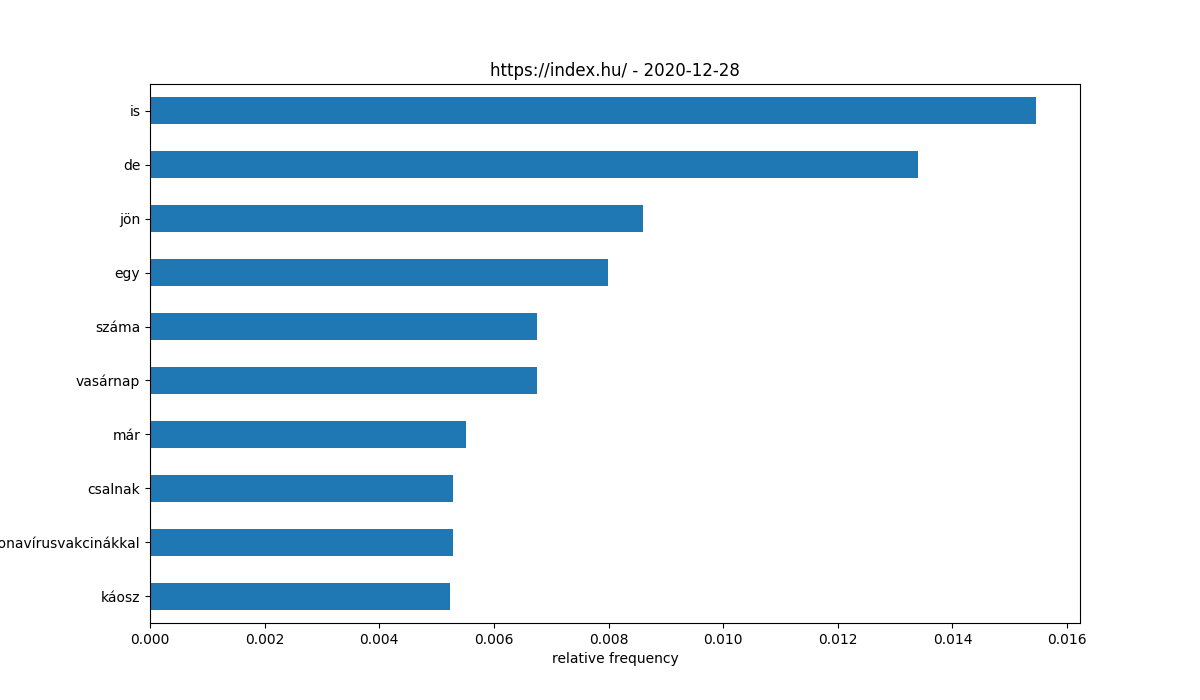 https://index.hu/ - 2020-12-28
is
de
jön
egy
száma
vasárnap
már
csalnak
onavírusvakcinákkal
káosz
0.000 0.002 0.004 0.006 0.008 0.010 0.012 0.014 0.016
relative frequency